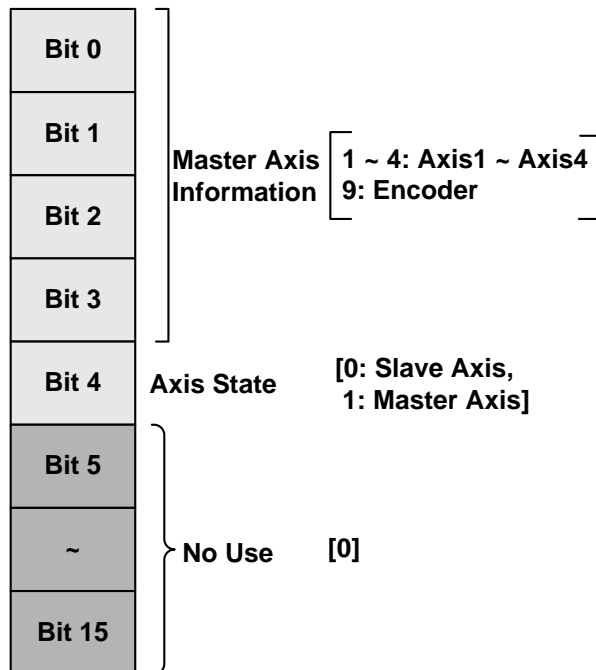 Bit 0
Bit 1
Master Axis
Information
1 ~ 4: Axis1 ~ Axis4
9: Encoder
Bit 2
Bit 3
Bit 4
Axis State
[0: Slave Axis,
1: Master Axis]
Bit 5
~
No Use
[0]
Bit 15